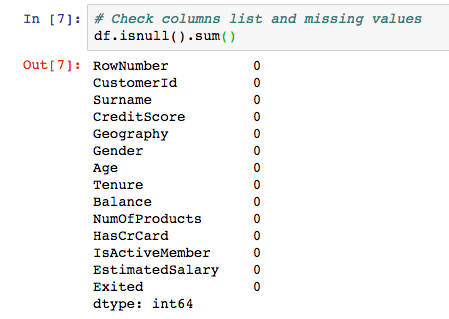 In [7]: # Check columns list and missing values
df.isnull().sum()
Out[7]: RowNumber 0
CustomerId 0
Surname 0
CreditScore 0
Geography 0
Gender 0
Age 0
Tenure 0
Balance 0
NumOfProducts 0
HasCrCard 0
IsActiveMember 0
EstimatedSalary 0
Exited 0
dtype: int64